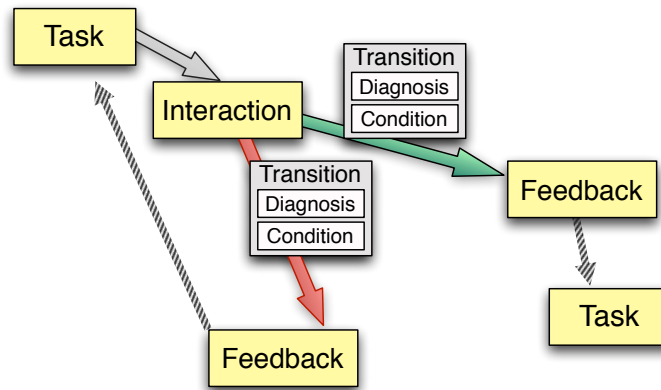 Task
Transition
Diagnosis
Condition
Interaction
Transition
Diagnosis
Condition
Feedback
Task
Feedback